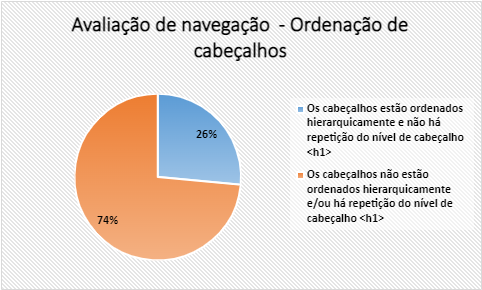 Avaliação de navegação - Ordenação de
cabeçalhos
26%
74%
Os cabeçalhos estão ordenados
hierarquicamente e não há
repetição do nível de cabeçalho
<h1>
Os cabeçalhos não estão
ordenados hierarquicamente
e/ou há repetição do nível de
cabeçalho <h1>